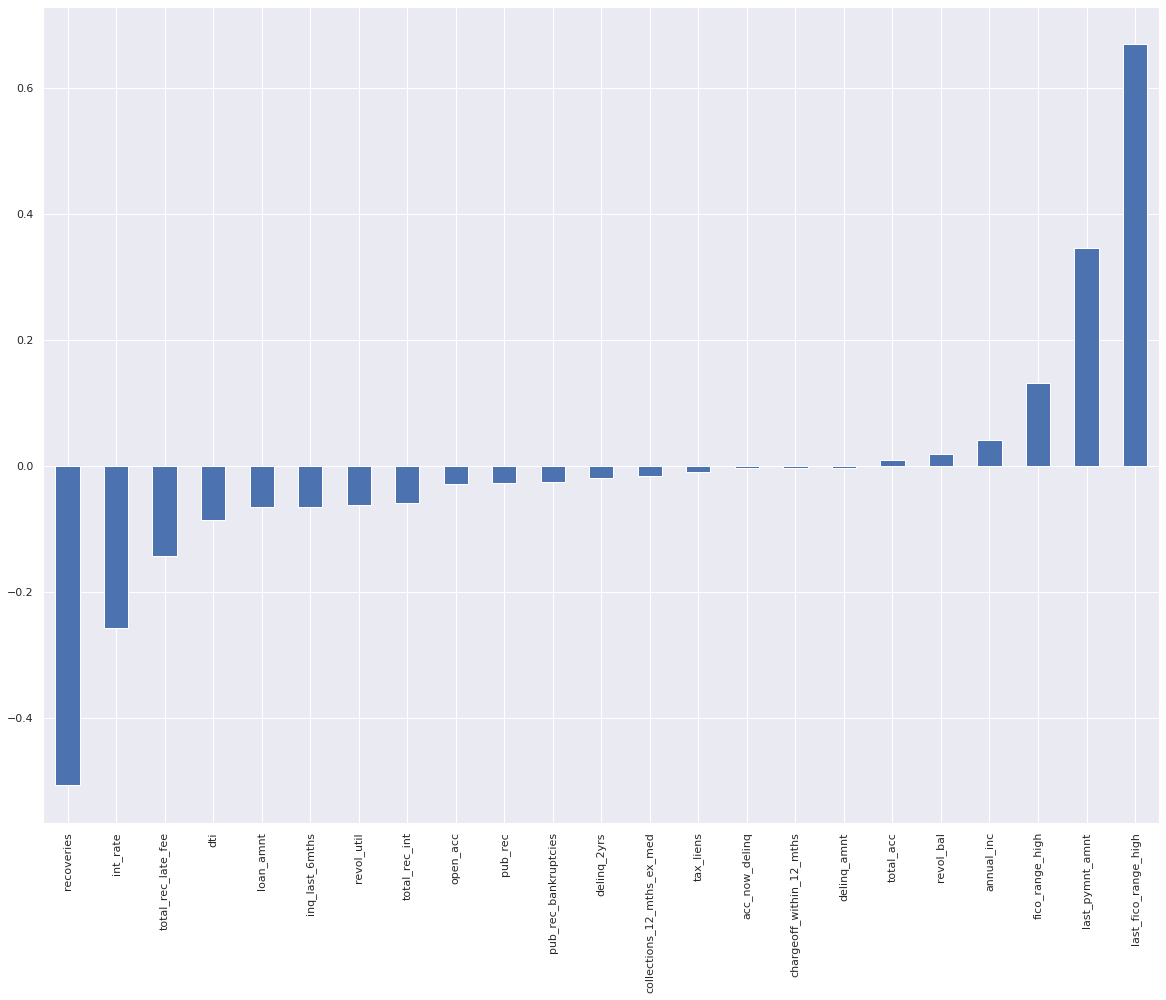 0.6
0.4
0.2
0.0
−0.2
−0.4
recoveries
int_rate
total_rec_late_fee
dti
loan_amnt
inq_last_6mths
revol_util
total_rec_int
open_acc
pub_rec
pub_rec_bankruptcies
delinq_2yrs
collections_12_mths_ex_med
tax_liens
acc_now_delinq
chargeoff_within_12_mths
delinq_amnt
total_acc
revol_bal
annual_inc
fico_range_high
last_pymnt_amnt
last_fico_range_high